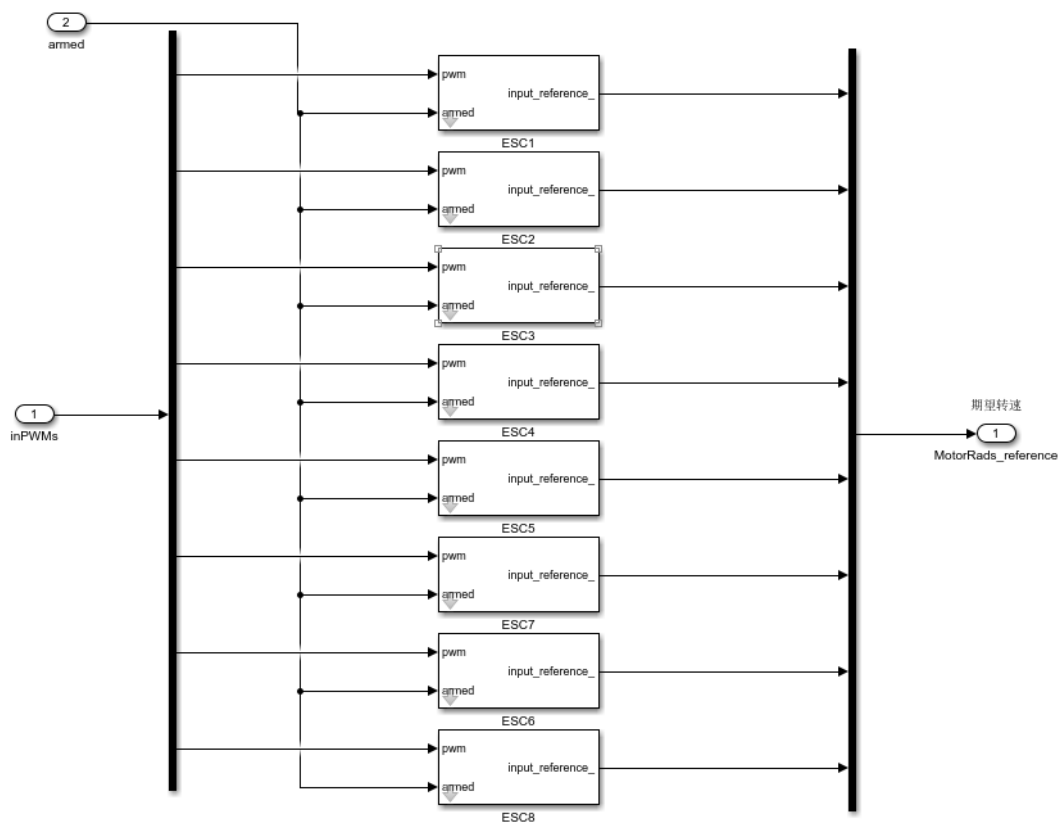 2
armed
pwm
input_reference_
armed
ESC1
pwm
input_reference_
armed
ESC2
pwm
input_reference_
armed
ESC3
pwm
input_reference_
armed
ESC4
pwm
input_reference_
armed
ESC5
pwm
input_reference_
armed
ESC7
pwm
input_reference_
armed
ESC6
pwm
input_reference_
armed
ESC8
1
inPWMs
期望转速
1
MotorRads_reference